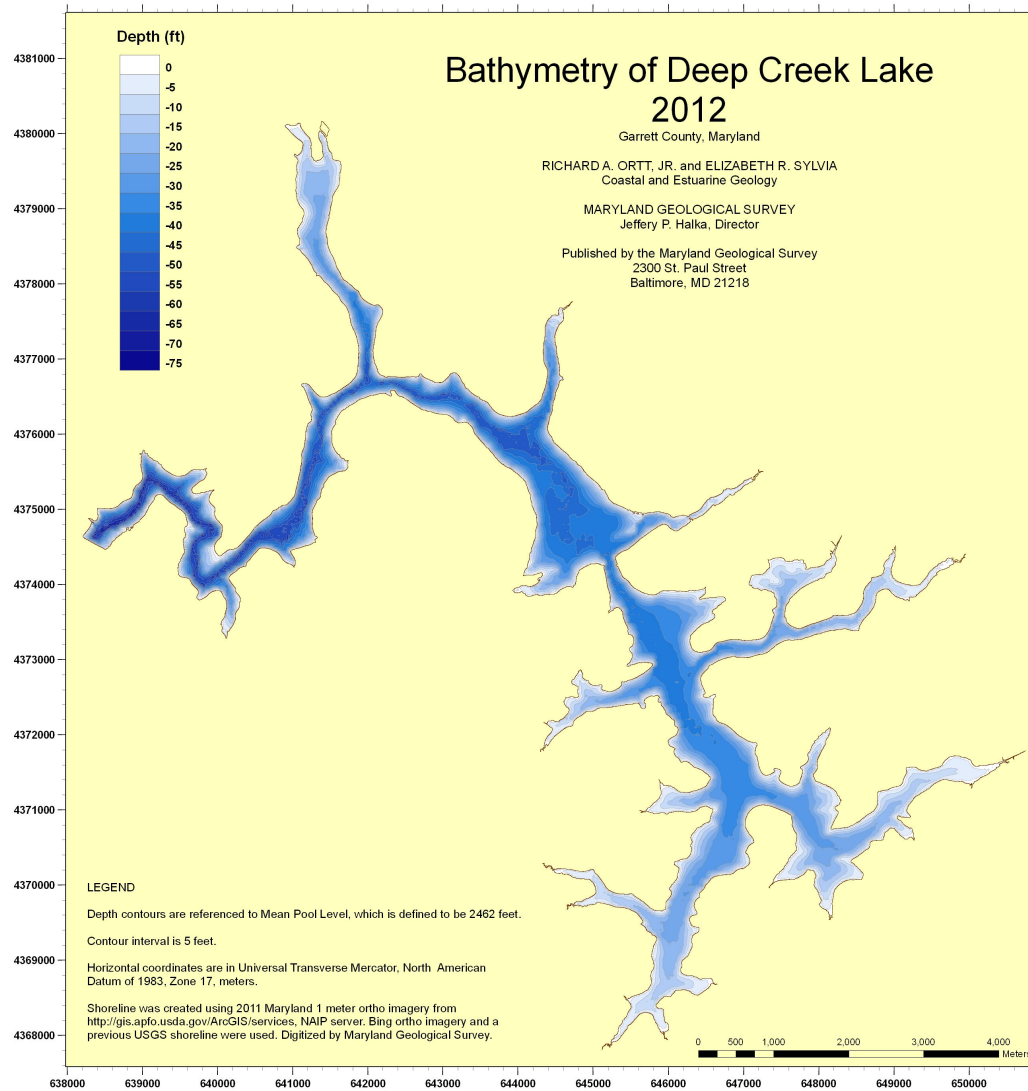 Depth (ft)
0
-5
-10
-15
-20
-25
-30
-35
-40
-45
-50
-55
-60
-65
-70
-75
Bathymetry of Deep Creek Lake
2012
Garrett County, Maryland
RICHARD A. ORTT, JR. and ELIZABETH R. SYLVIA
Coastal and Estuarine Geology
MARYLAND GEOLOGICAL SURVEY
Jeffery P. Halka, Director
Published by the Maryland Geological Survey
2300 St. Paul Street
Baltimore, MD 21218
4381000
4380000
4379000
4378000
4377000
4376000
4375000
4374000
4373000
4372000
4371000
4370000
4369000
4368000
LEGEND
Depth contours are referenced to Mean Pool Level, which is defined to be 2462 feet.
Contour interval is 5 feet.
Horizontal coordinates are in Universal Transverse Mercator, North American
Datum of 1983, Zone 17, meters.
Shoreline was created using 2011 Maryland 1 meter ortho imagery from
http://gis.apfo.usda.gov/ArcGIS/services, NAIP server. Bing ortho imagery and a
previous USGS shoreline were used. Digitized by Maryland Geological Survey.
0 500 1,000 2,000 3,000 4,000
Meters
638000 639000 640000 641000 642000 643000 644000 645000 646000 647000 648000 649000 650000